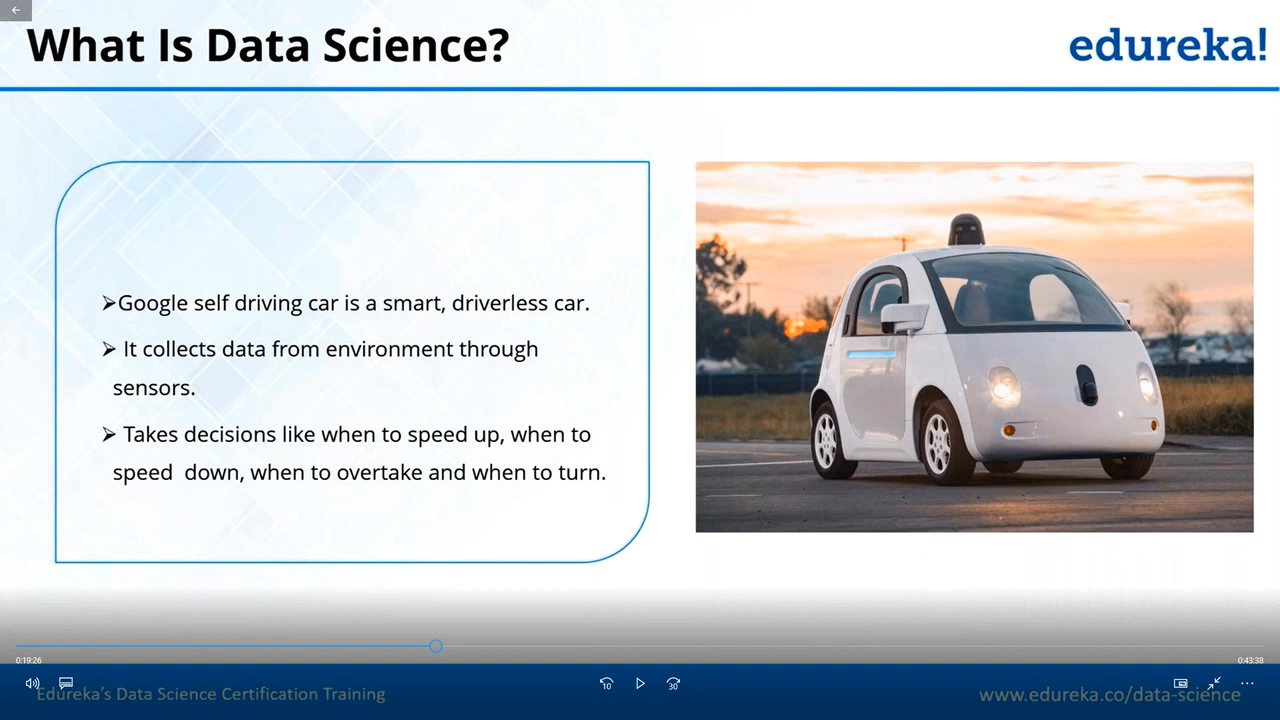 What Is Data Science?
edureka!
➢Google self driving car is a smart, driverless car.
➢ It collects data from environment through
sensors.
➢ Takes decisions like when to speed up, when to
speed  down, when to overtake and when to turn.
0:19:26
0:43:38
10
30
Edureka's Data Science Certification Training
www.edureka.co/data-science